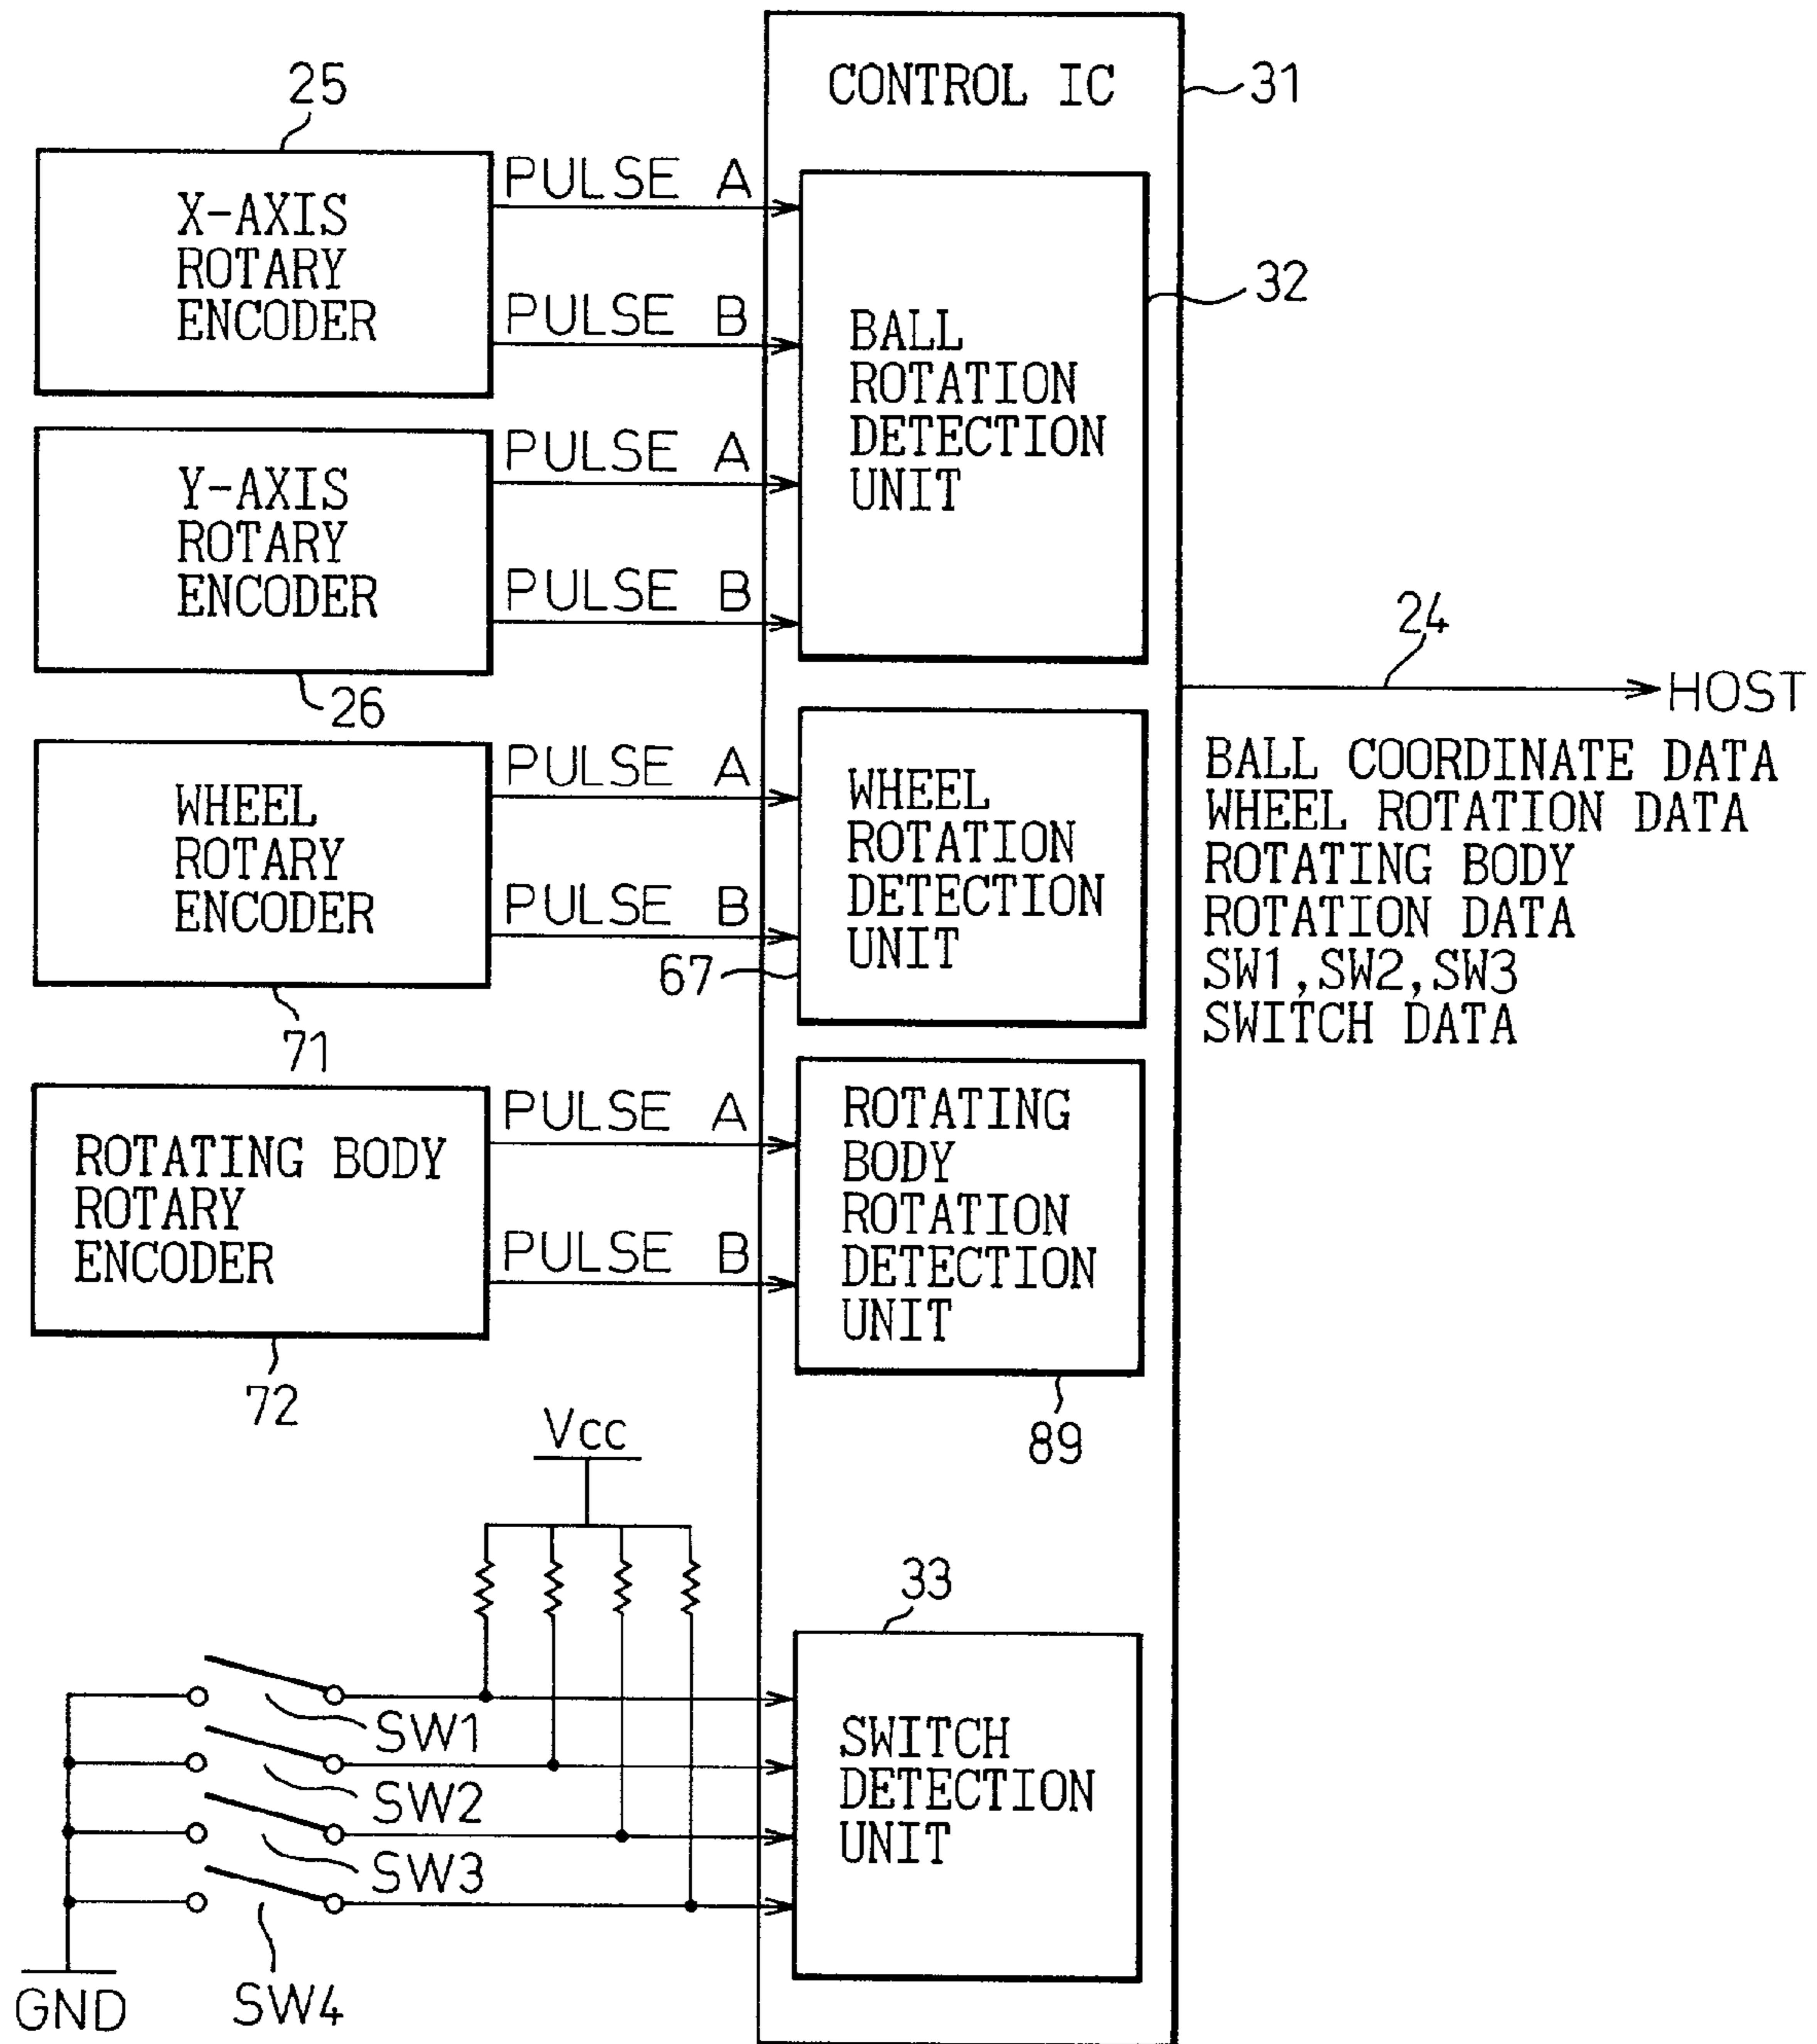 CONTROL IC
31
25
X-AXIS
ROTARY
ENCODER
PULSE A
PULSE B
32
BALL
ROTATION
DETECTION
UNIT
Y-AXIS
ROTARY
ENCODER
26
PULSE A
PULSE B
24
HOST
BALL COORDINATE DATA
WHEEL ROTATION DATA
ROTATING BODY
ROTATION DATA
SW1,SW2,SW3
SWITCH DATA
WHEEL
ROTARY
ENCODER
71
PULSE A
PULSE B
WHEEL
ROTATION
DETECTION
UNIT
67
ROTATING BODY
ROTARY
ENCODER
72
PULSE A
PULSE B
ROTATING
BODY
ROTATION
DETECTION
UNIT
89
Vcc
33
SWITCH
DETECTION
UNIT
SW1
SW2
SW3
SW4
GND